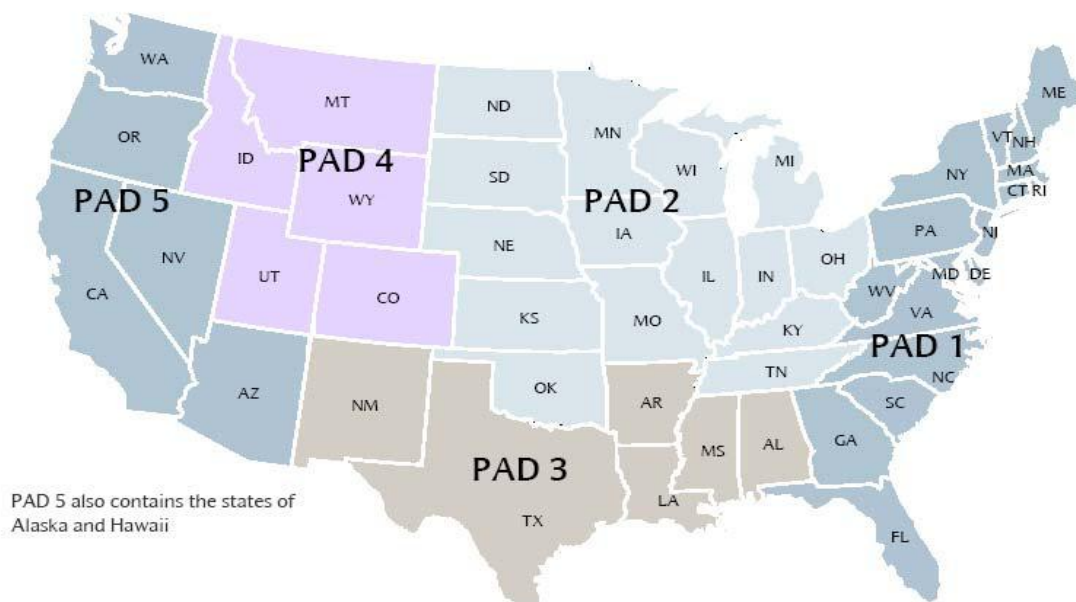 WA
MT
ND
ME
OR
MN
VT
NH
ID
PAD 4
SD
WI
MI
NY
MA
PAD 5
WY
PAD 2
CT RI
NE
IA
PA
NJ
NV
OH
UT
IL
IN
MD
DE
CA
CO
WV
KS
MO
VA
KY
PAD 1
TN
NC
AZ
NM
OK
AR
SC
MS
AL
GA
PAD 3
LA
TX
FL
PAD 5 also contains the states of
Alaska and Hawaii